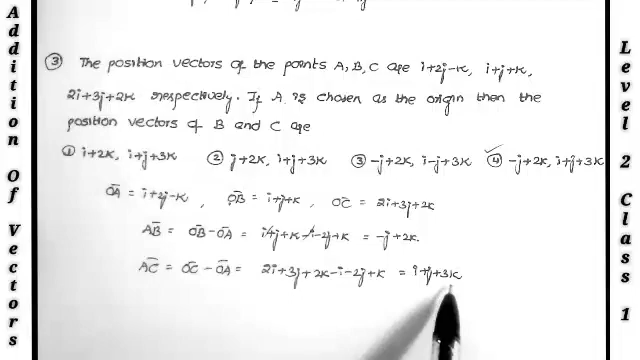 Addition Of Vectors
③ The position vectors of the points A, B, C are i+2j-k, i+j+k,
2i+3j+2k respectively. If A is chosen as the origin then the
position vectors of B and C are
① i+2k, i+j+3k ② j+2k, i+j+3k ③ -j+2k, i-j+3k ④ -j+2k, i+j+3k
OA̅ = i+2j-k, OB̅ = i+j+k, OC̅ = 2i+3j+2k
AB̅ = OB̅ - OA̅ = i+j+k-i-2j+k = -j+2k.
AC̅ = OC̅ - OA̅ = 2i+3j+2k-i-2j+k = i+j+3k
Level 2 Class 1